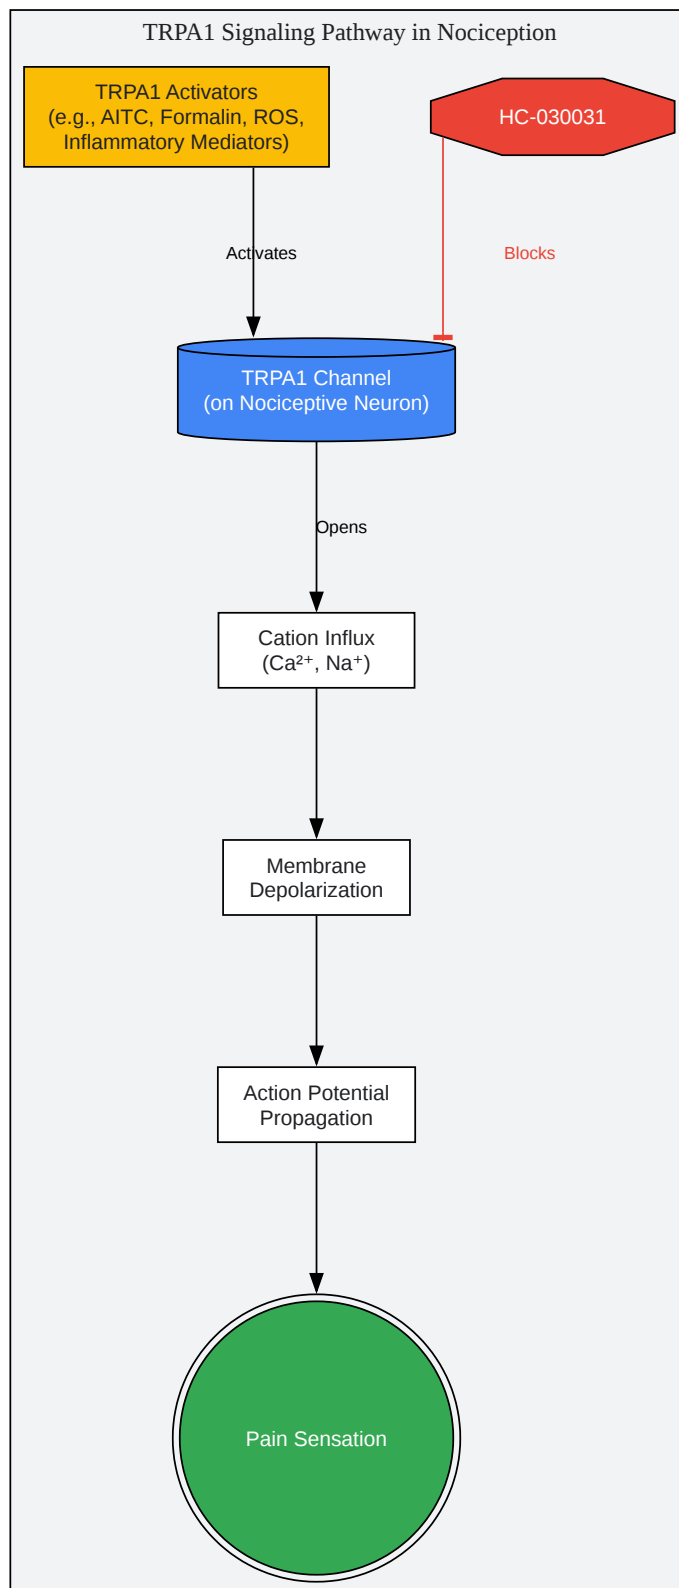 TRPA1 Signaling Pathway in Nociception
TRPA1 Activators
(e.g., AITC, Formalin, ROS,
Inflammatory Mediators)
HC-030031
Activates
Blocks
TRPA1 Channel
(on Nociceptive Neuron)
Opens
Cation Influx
(Ca²⁺, Na⁺)
Membrane
Depolarization
Action Potential
Propagation
Pain Sensation